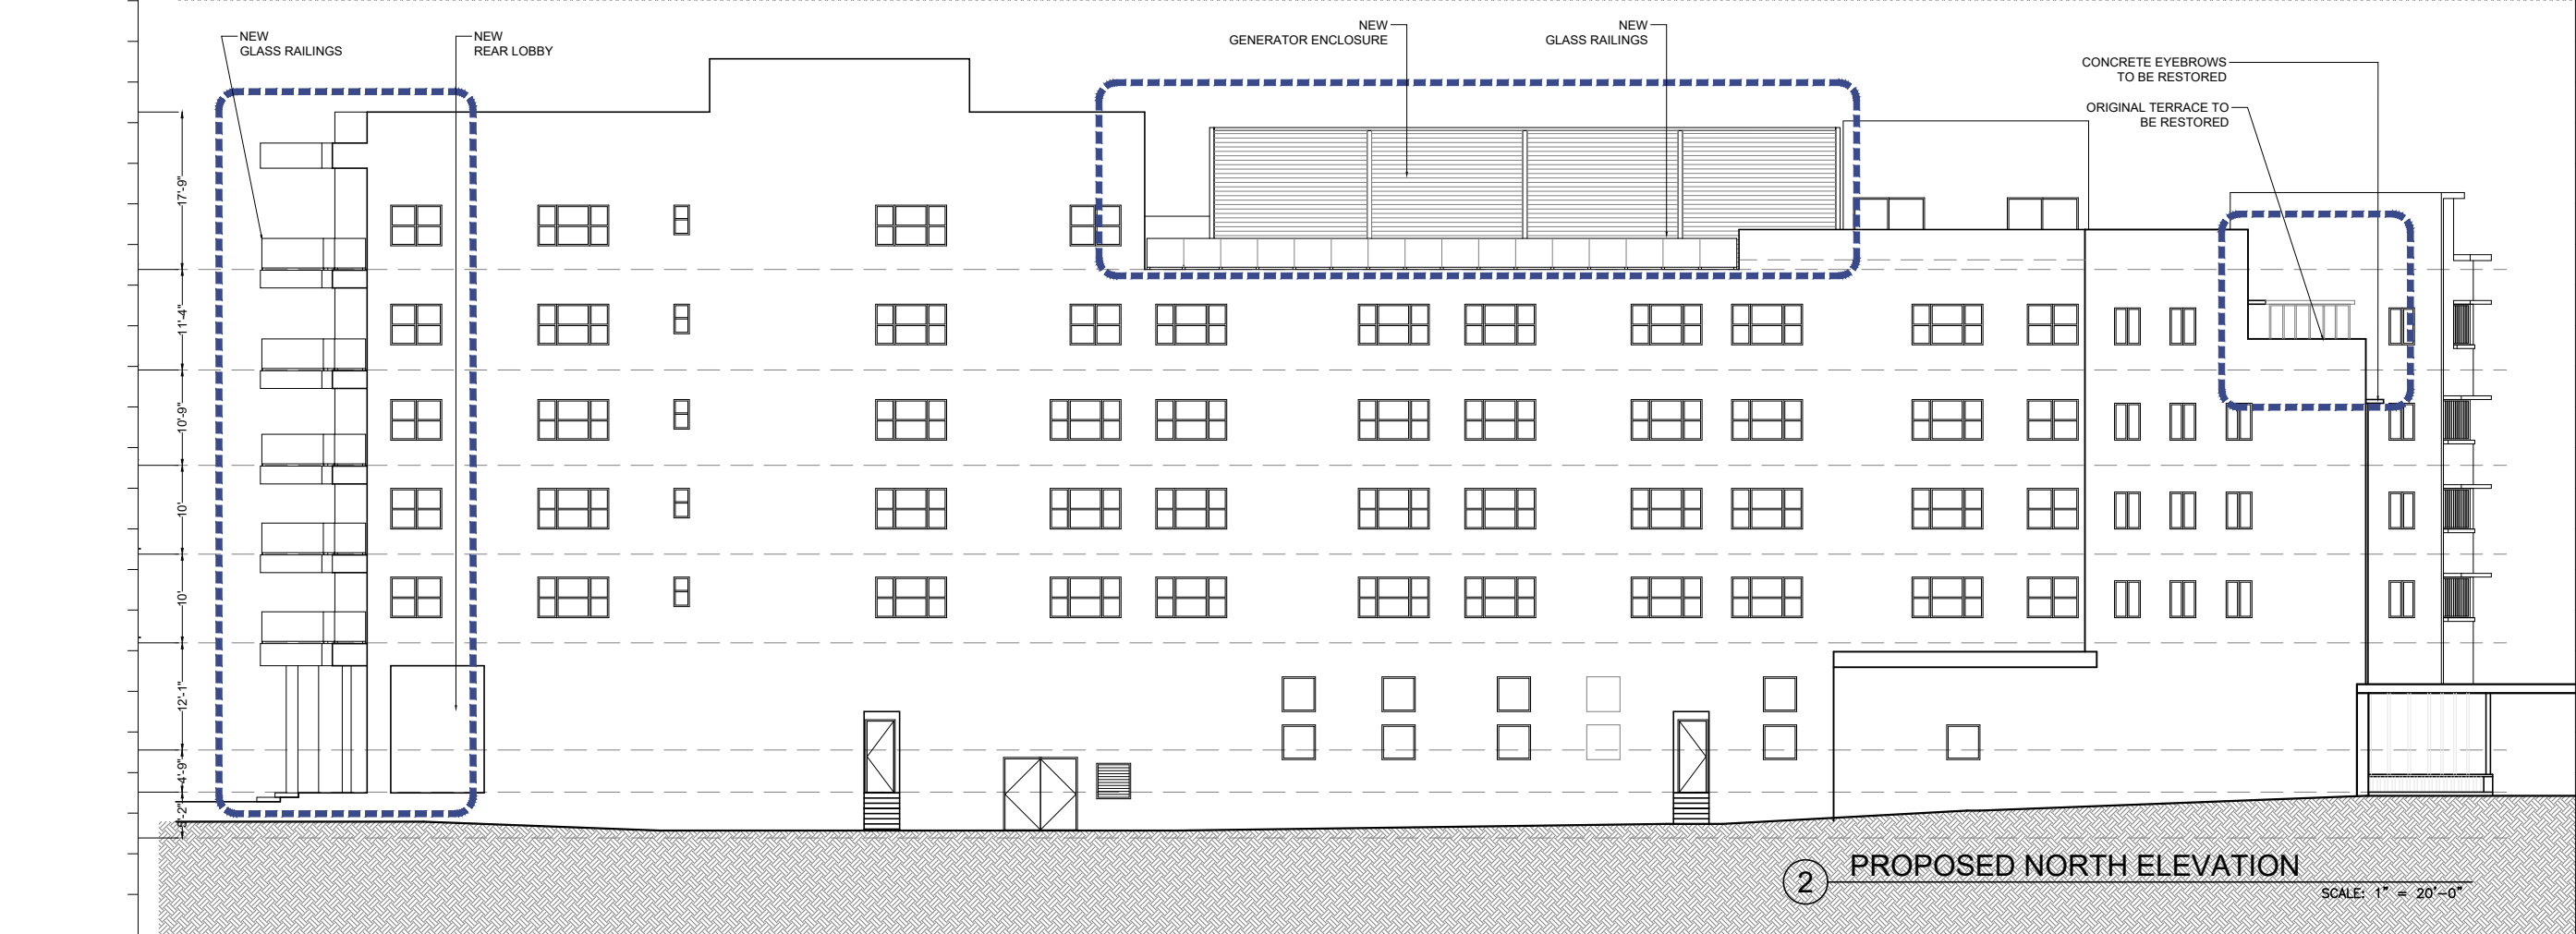 NEW
GLASS RAILINGS
NEW
REAR LOBBY
NEW
GENERATOR ENCLOSURE
NEW
GLASS RAILINGS
CONCRETE EYEBROWS
TO BE RESTORED
ORIGINAL TERRACE TO
BE RESTORED
17'-9"
11'-4"
10'-9"
10'
10'
12'-1"
4'-9"
5'-2"
2
PROPOSED NORTH ELEVATION
SCALE: 1" = 20'-0"